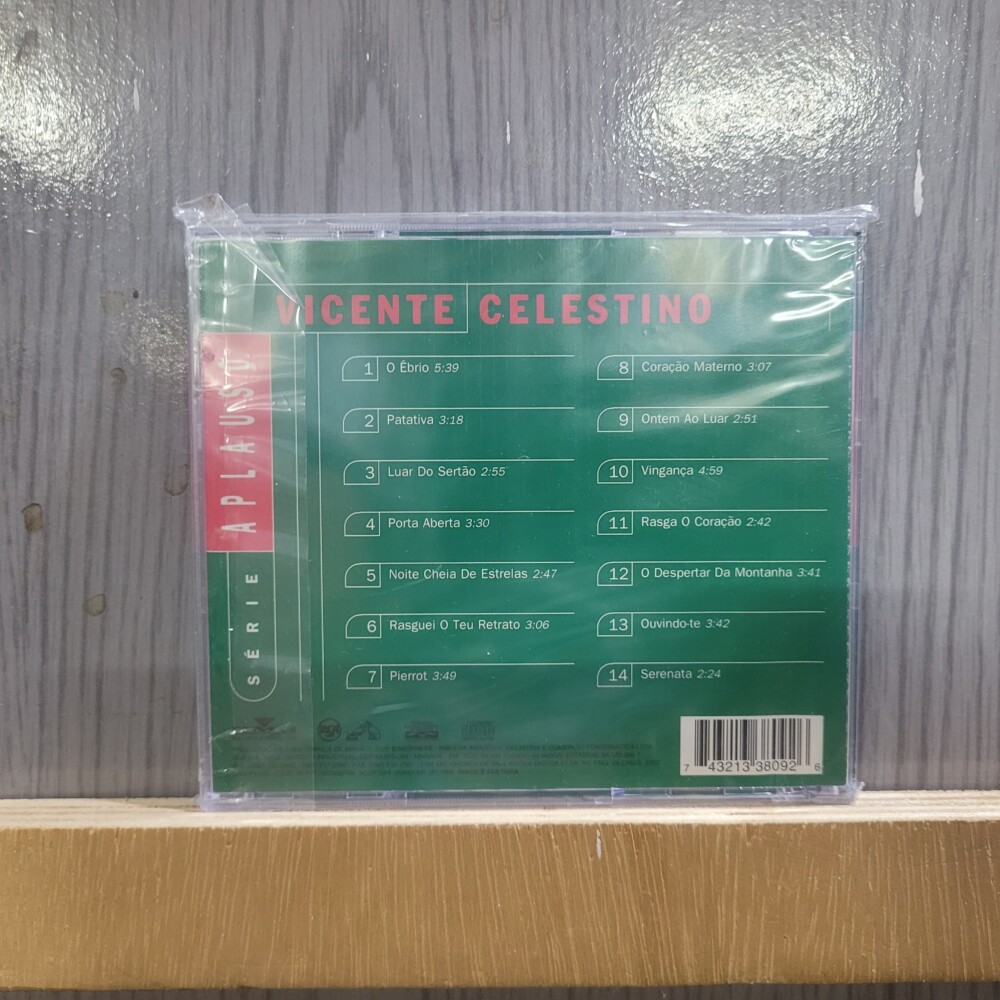 VICENTE CELESTINO
SÉRIE APLAUSO
1 O Ébrio 5:39
2 Patativa 3:18
3 Luar Do Sertão 2:55
4 Porta Aberta 3:30
5 Noite Cheia De Estrelas 2:47
6 Rasguei O Teu Retrato 3:06
7 Pierrot 3:49
8 Coração Materno 3:07
9 Ontem Ao Luar 2:51
10 Vingança 4:59
11 Rasga O Coração 2:42
12 O Despertar Da Montanha 3:41
13 Ouvindo-te 3:42
14 Serenata 2:24
7 43213 38092 6